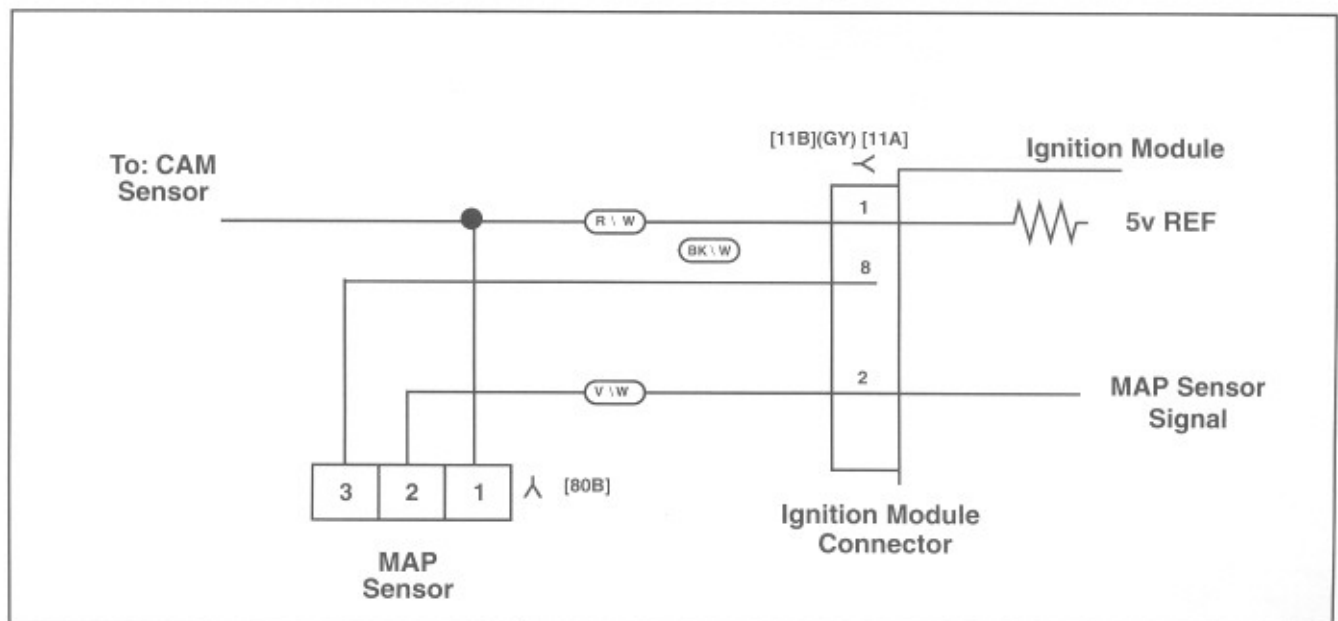 [11B](GY) [11A]
Ignition Module
To: CAM
Sensor
1
R \ W
5v REF
BK \ W
8
2
V \ W
MAP Sensor
Signal
3 2 1
[80B]
Ignition Module
Connector
MAP
Sensor